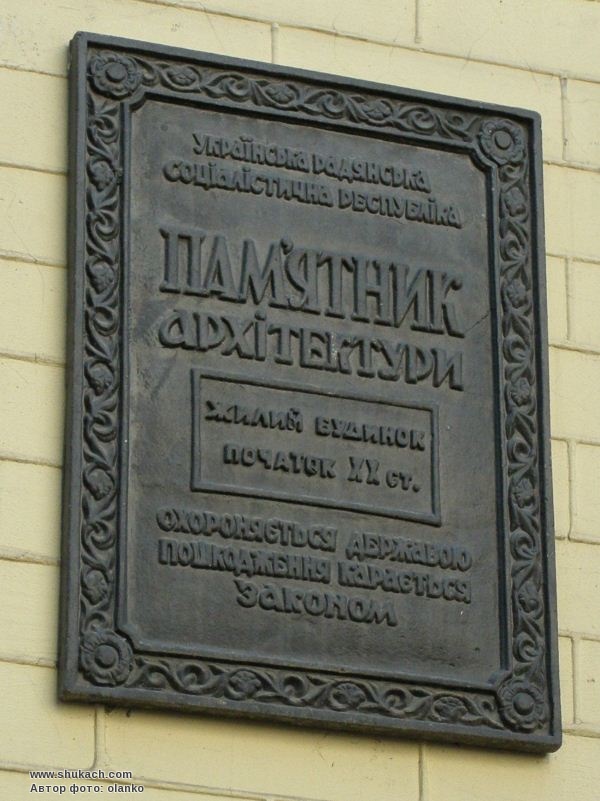 Українська Радянська
Соціалістична Республіка
ПАМ'ЯТНИК
архітектури
ЖИЛИЙ БУДИНОК
ПОЧАТОК XX ст.
Охороняється державою
Пошкодження карається
законом
www.shukach.com
Автор фото: olanko